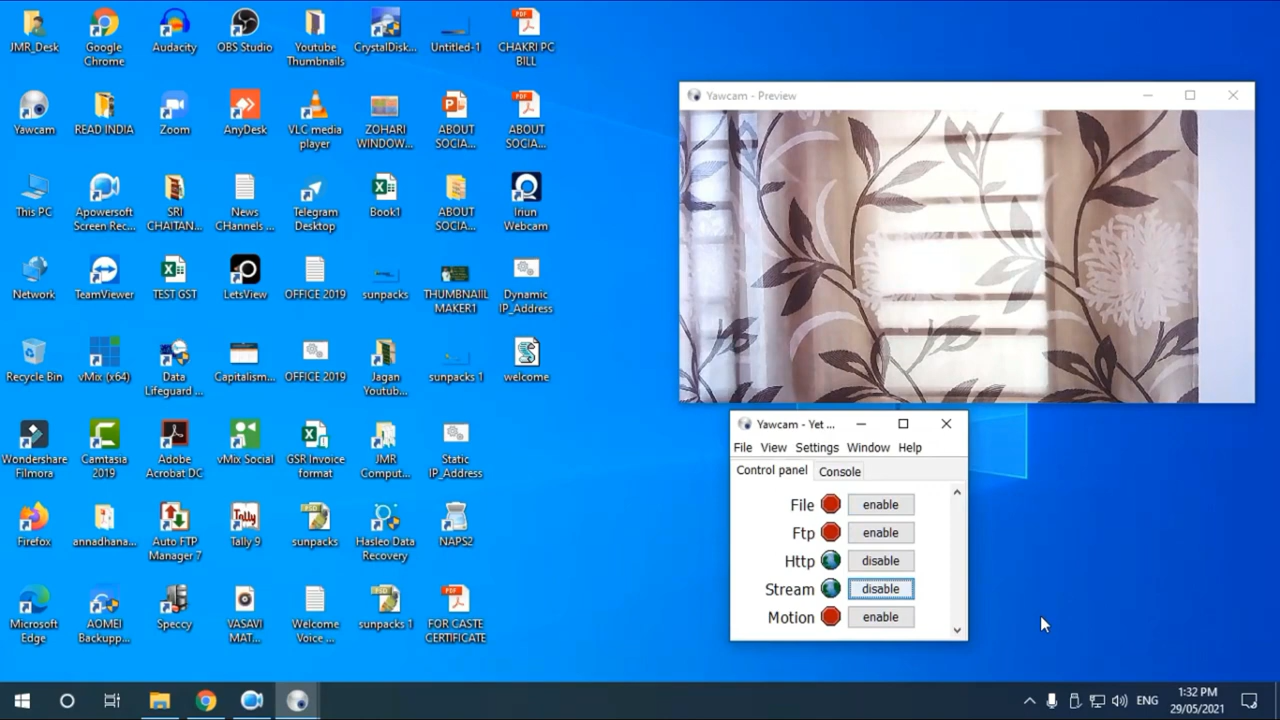 JMR_Desk
Google
Chrome
Audacity
OBS Studio
Youtube
Thumbnails
CrystalDisk...
Untitled-1
CHAKRI PC
BILL
Yawcam
READ INDIA
Zoom
AnyDesk
VLC media
player
ZOHARI
WINDOW...
ABOUT
SOCIA...
ABOUT
SOCIA...
This PC
Apowersoft
Screen Rec...
SRI
CHAITAN...
News
CHannels ...
Telegram
Desktop
Book1
ABOUT
SOCIA...
Iriun
Webcam
Network
TeamViewer
TEST GST
LetsView
OFFICE 2019
sunpacks
THUMBNAIIL
MAKER1
Dynamic
IP_Address
Recycle Bin
vMix (x64)
Data
Lifeguard ...
Capitalism...
OFFICE 2019
Jagan
Youtub...
sunpacks 1
welcome
Wondershare
Filmora
Camtasia
2019
Adobe
Acrobat DC
vMix Social
GSR Invoice
format
JMR
Comput...
Static
IP_Address
Firefox
annadhana...
Auto FTP
Manager 7
Tally 9
sunpacks
Hasleo Data
Recovery
NAPS2
Microsoft
Edge
AOMEI
Backupp...
Speccy
VASAVI
MAT...
Welcome
Voice ...
sunpacks 1
FOR CASTE
CERTIFICATE
Yawcam - Preview
Yawcam - Yet ...
File View Settings Window Help
Control panel Console
File enable
Ftp enable
Http disable
Stream disable
Motion enable
ENG
1:32 PM
29/05/2021